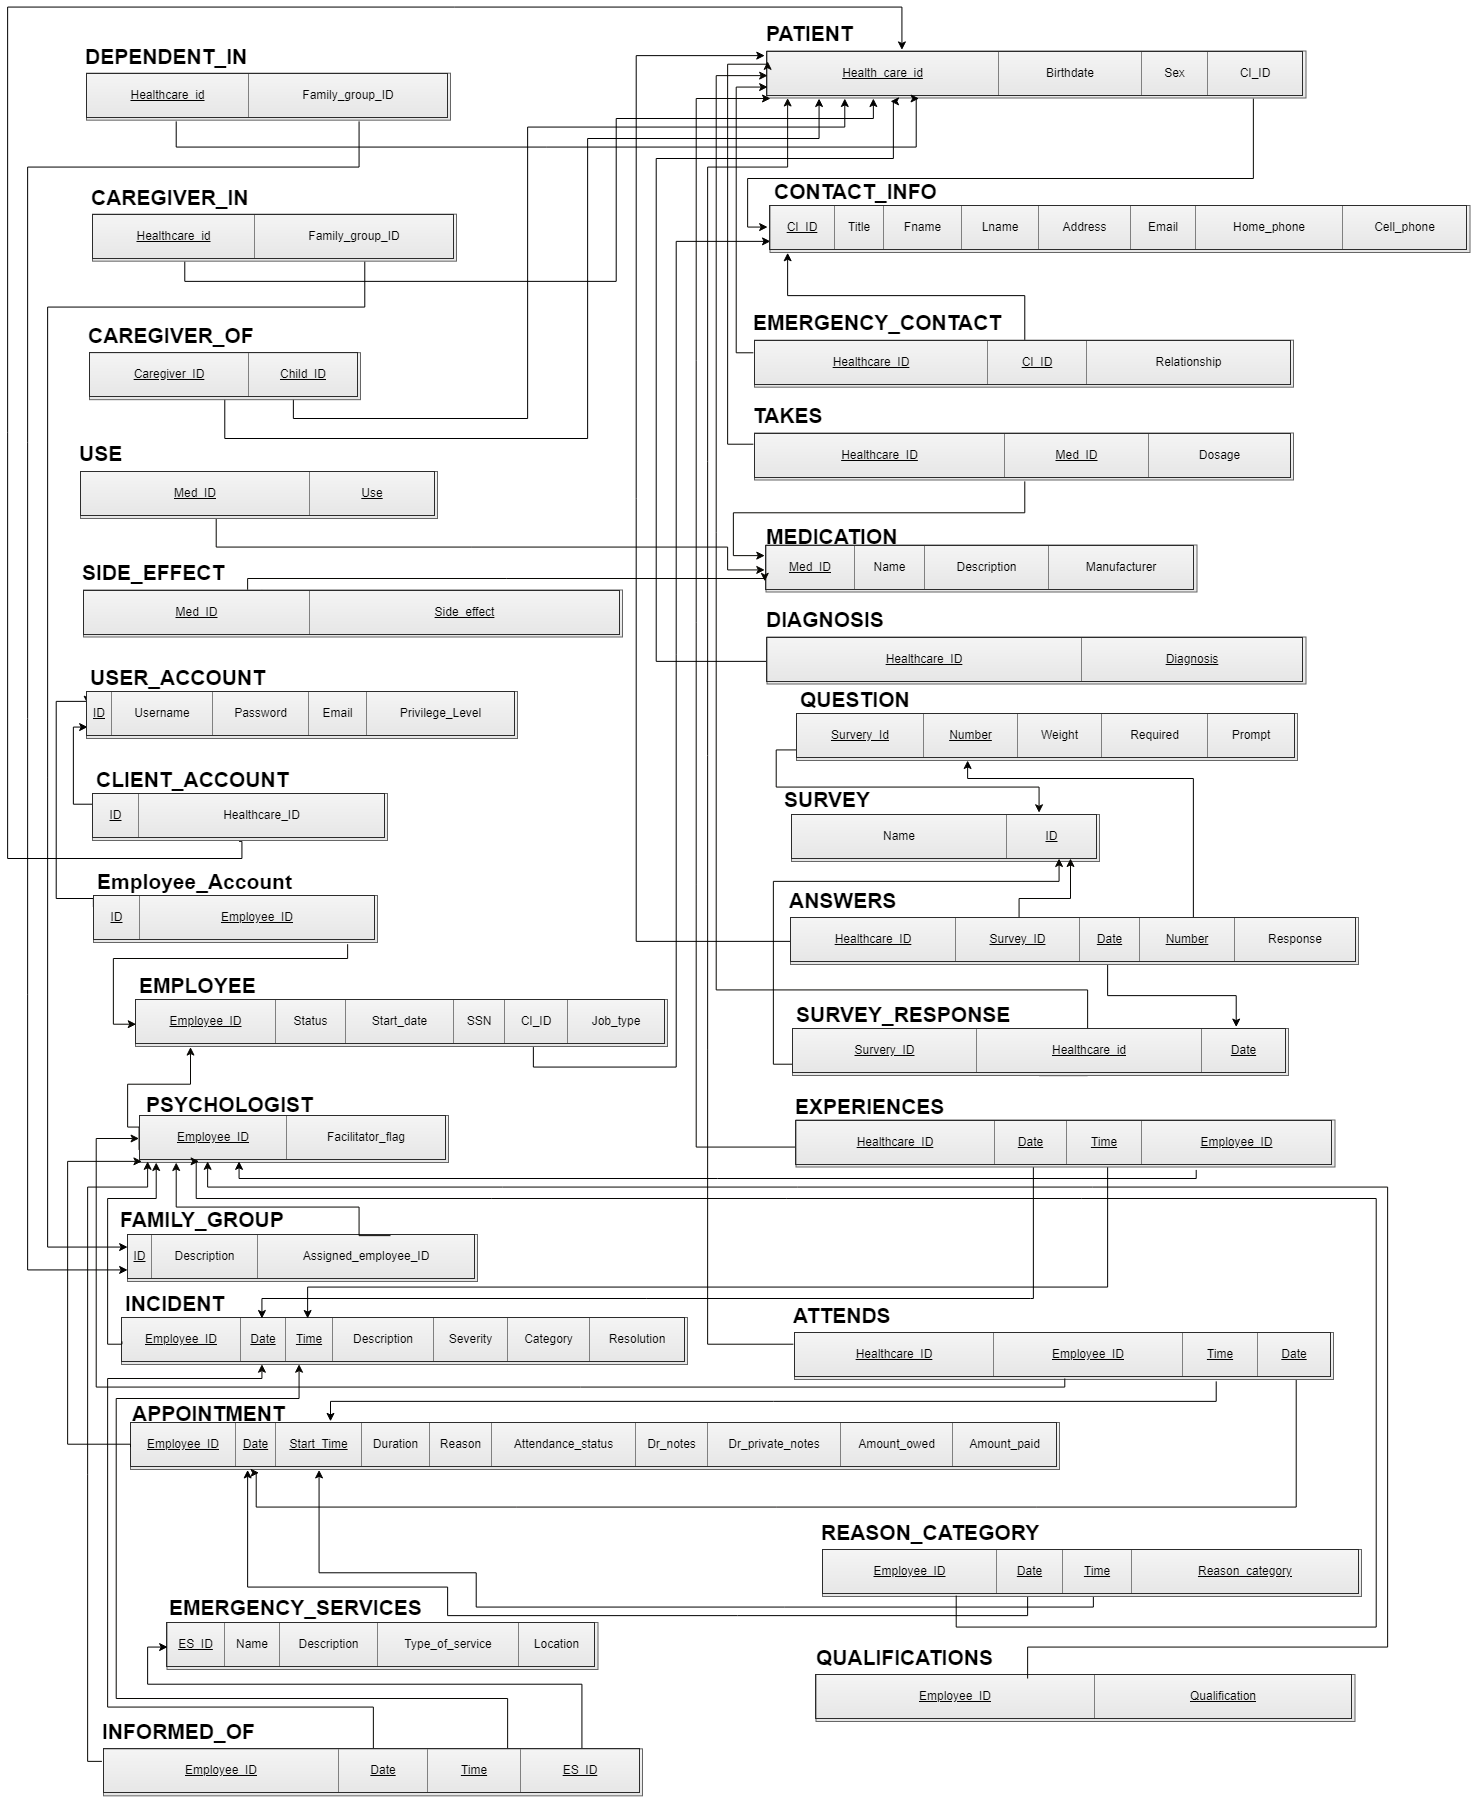 PATIENT
Health_care_id Birthdate Sex CI_ID
DEPENDENT_IN
Healthcare_id Family_group_ID
CONTACT_INFO
CI_ID Title Fname Lname Address Email Home_phone Cell_phone
CAREGIVER_IN
Healthcare_id Family_group_ID
EMERGENCY_CONTACT
Healthcare_ID CI_ID Relationship
CAREGIVER_OF
Caregiver_ID Child_ID
TAKES
Healthcare_ID Med_ID Dosage
USE
Med_ID Use
MEDICATION
Med_ID Name Description Manufacturer
SIDE_EFFECT
Med_ID Side_effect
DIAGNOSIS
Healthcare_ID Diagnosis
USER_ACCOUNT
ID Username Password Email Privilege_Level
QUESTION
Survery_Id Number Weight Required Prompt
CLIENT_ACCOUNT
ID Healthcare_ID
SURVEY
Name ID
Employee_Account
ID Employee_ID
ANSWERS
Healthcare_ID Survey_ID Date Number Response
EMPLOYEE
Employee_ID Status Start_date SSN CI_ID Job_type
SURVEY_RESPONSE
Survery_ID Healthcare_id Date
PSYCHOLOGIST
Employee_ID Facilitator_flag
EXPERIENCES
Healthcare_ID Date Time Employee_ID
FAMILY_GROUP
ID Description Assigned_employee_ID
INCIDENT
Employee_ID Date Time Description Severity Category Resolution
ATTENDS
Healthcare_ID Employee_ID Time Date
APPOINTMENT
Employee_ID Date Start_Time Duration Reason Attendance_status Dr_notes Dr_private_notes Amount_owed Amount_paid
REASON_CATEGORY
Employee_ID Date Time Reason_category
EMERGENCY_SERVICES
ES_ID Name Description Type_of_service Location
QUALIFICATIONS
Employee_ID Qualification
INFORMED_OF
Employee_ID Date Time ES_ID